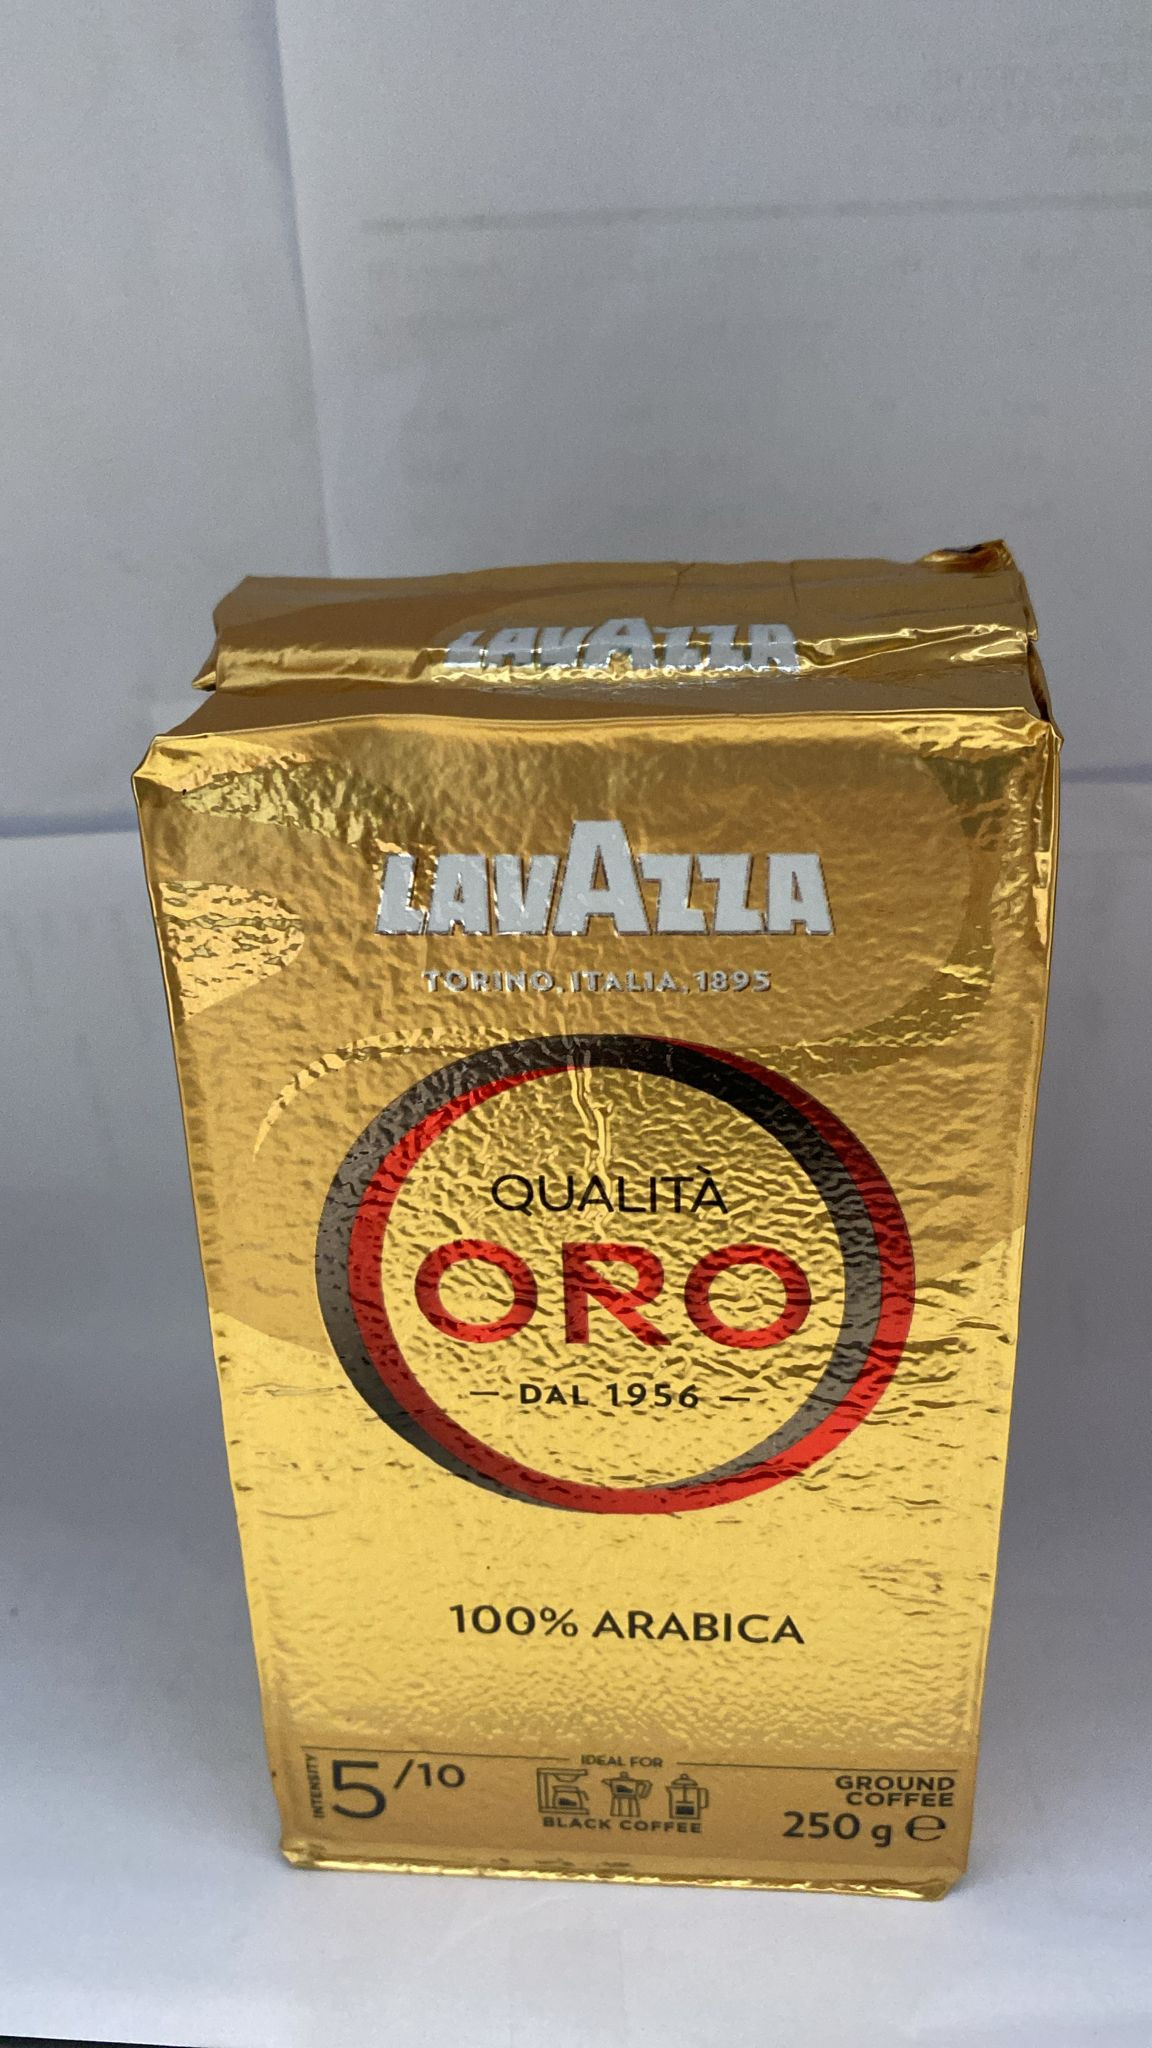 LAVAZZA
LAVAZZA
TORINO, ITALIA, 1895
QUALITÀ
ORO
— DAL 1956 —
100% ARABICA
INTENSITY
5/10
IDEAL FOR
BLACK COFFEE
GROUND
COFFEE
250 g ℮